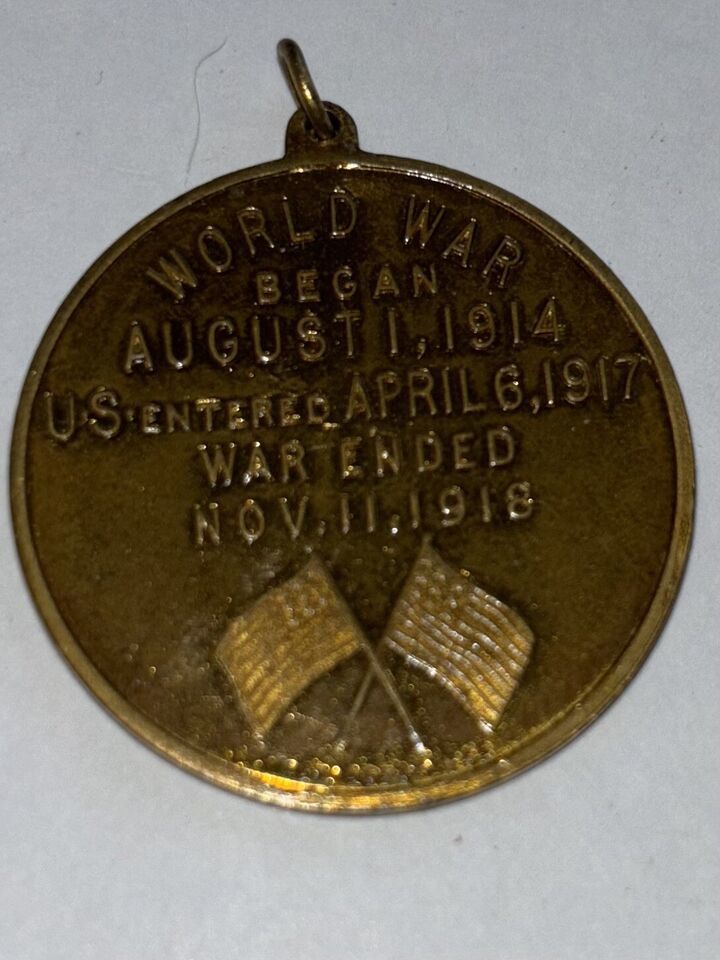 WORLD WAR
BEGAN
AUGUST 1, 1914
U.S. ENTERED APRIL 6, 1917
WAR ENDED
NOV. 11, 1918